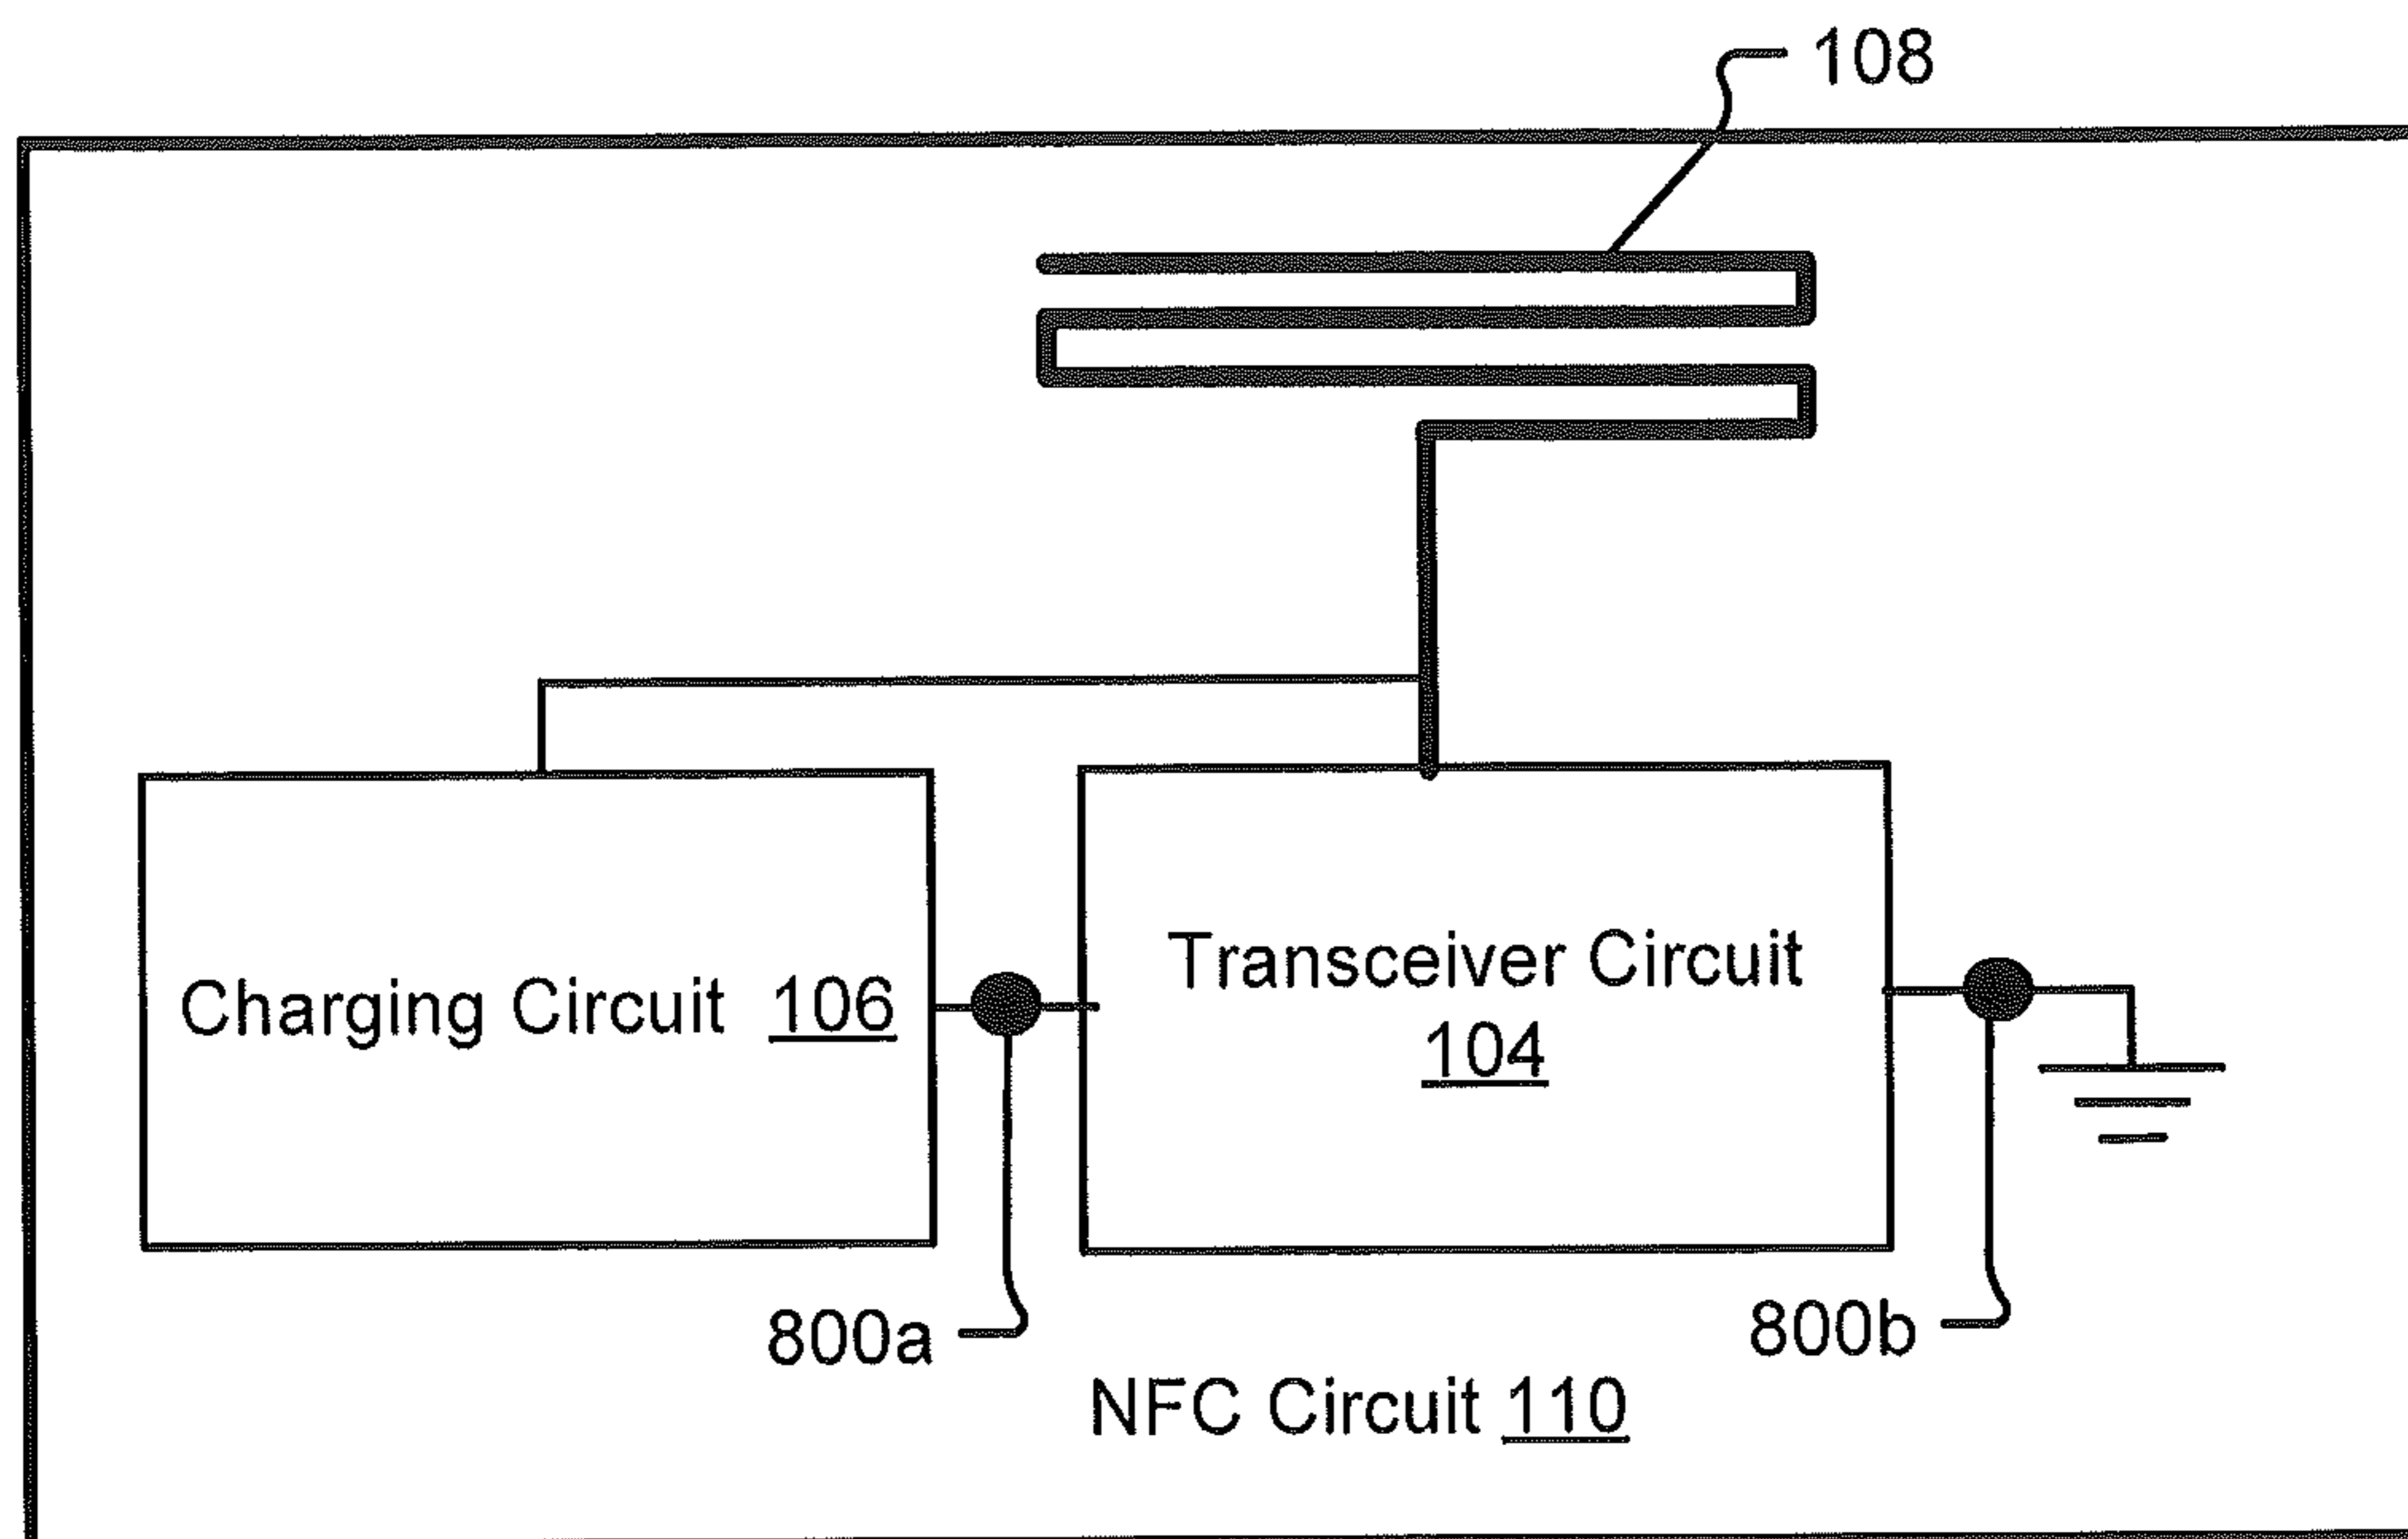 108
Charging Circuit 106
Transceiver Circuit
104
800a
800b
NFC Circuit 110